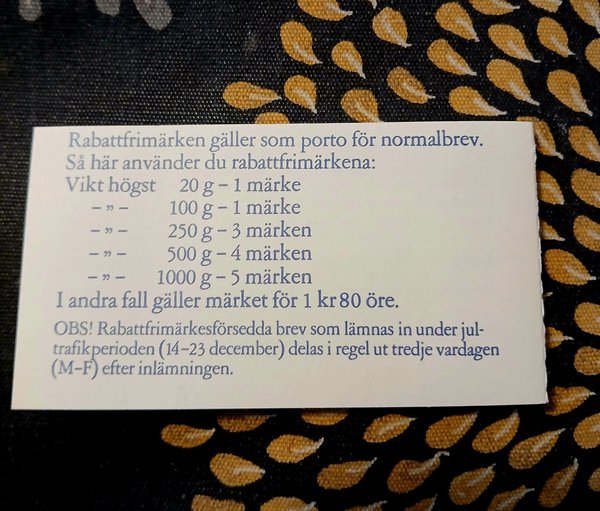 Rabattfrimärken gäller som porto för normalbrev.
Så här använder du rabattfrimärkena:
Vikt högst 20 g – 1 märke
– ” – 100 g – 1 märke
– ” – 250 g – 3 märken
– ” – 500 g – 4 märken
– ” – 1000 g – 5 märken
I andra fall gäller märket för 1 kr 80 öre.
OBS! Rabattfrimärkesförsedda brev som lämnas in under jul-
trafikperioden (14–23 december) delas i regel ut tredje vardagen
(M–F) efter inlämningen.